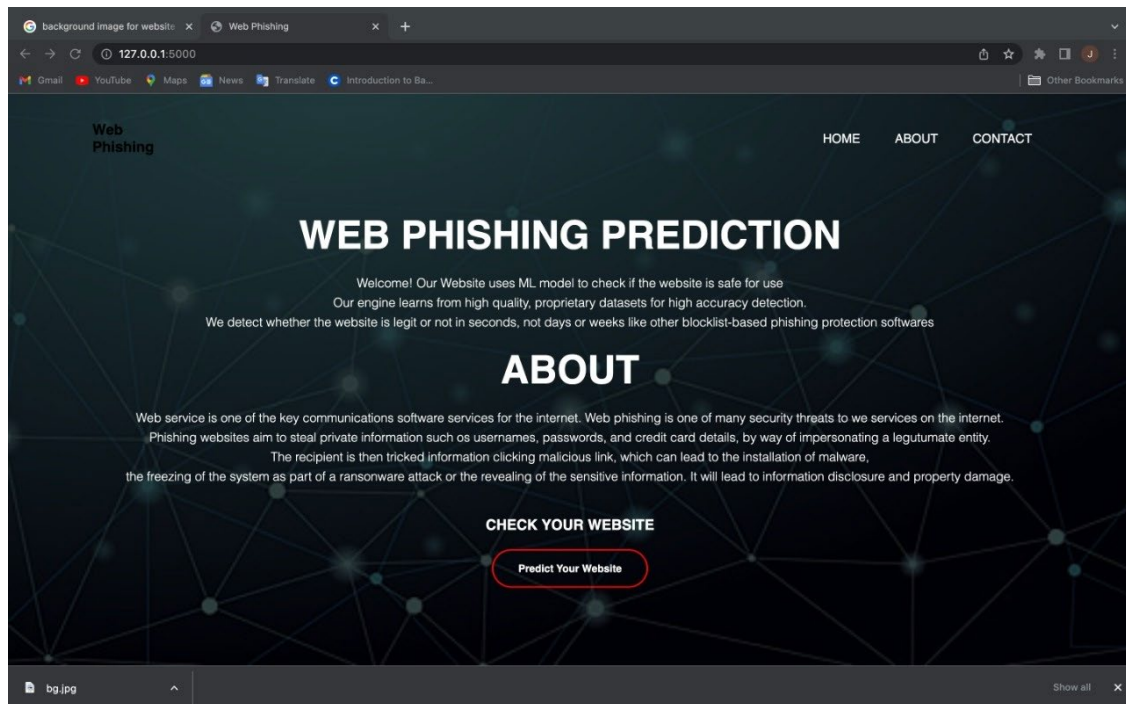 background image for website
Web Phishing
127.0.0.1:5000
Gmail YouTube Maps News Translate Introduction to Ba... Other Bookmarks
Web
Phishing
HOME ABOUT CONTACT
WEB PHISHING PREDICTION
Welcome! Our Website uses ML model to check if the website is safe for use
Our engine learns from high quality, proprietary datasets for high accuracy detection.
We detect whether the website is legit or not in seconds, not days or weeks like other blocklist-based phishing protection softwares
ABOUT
Web service is one of the key communications software services for the internet. Web phishing is one of many security threats to we services on the internet.
Phishing websites aim to steal private information such os usernames, passwords, and credit card details, by way of impersonating a legutumate entity.
The recipient is then tricked information clicking malicious link, which can lead to the installation of malware,
the freezing of the system as part of a ransonware attack or the revealing of the sensitive information. It will lead to information disclosure and property damage.
CHECK YOUR WEBSITE
Predict Your Website
bg.jpg
Show all